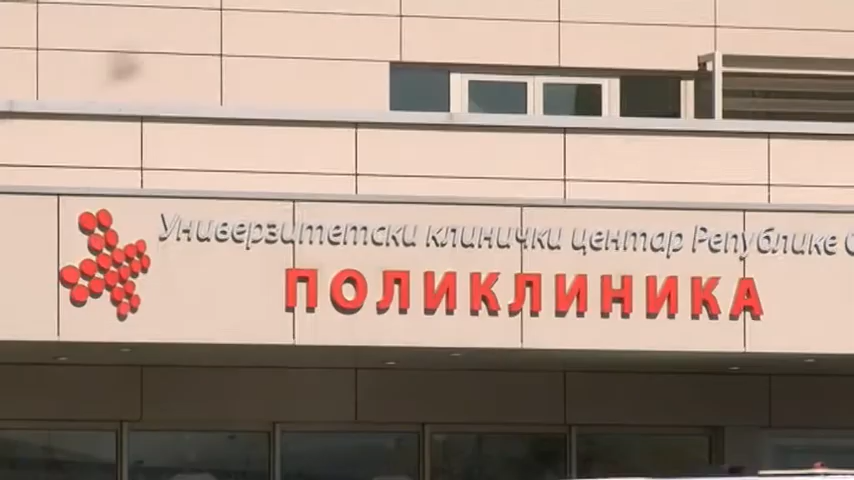 Универзитетски клинички центар Републике
ПОЛИКЛИНИКА